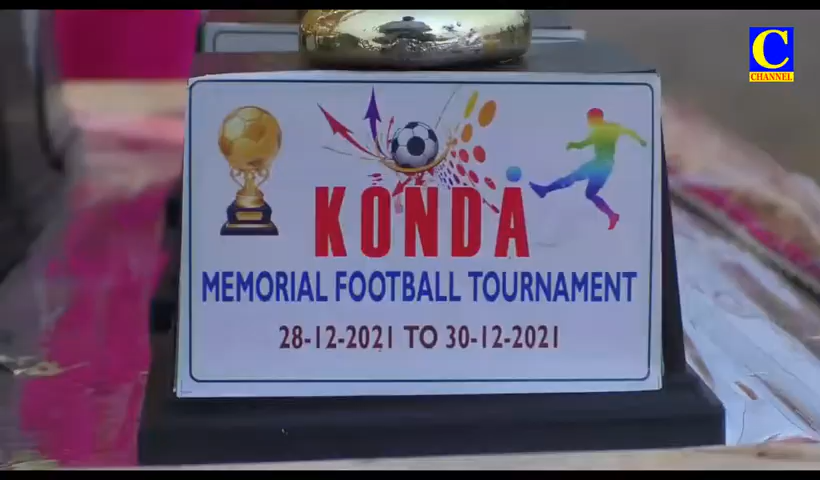 C
CHANNEL
KONDA
MEMORIAL FOOTBALL TOURNAMENT
28-12-2021 TO 30-12-2021